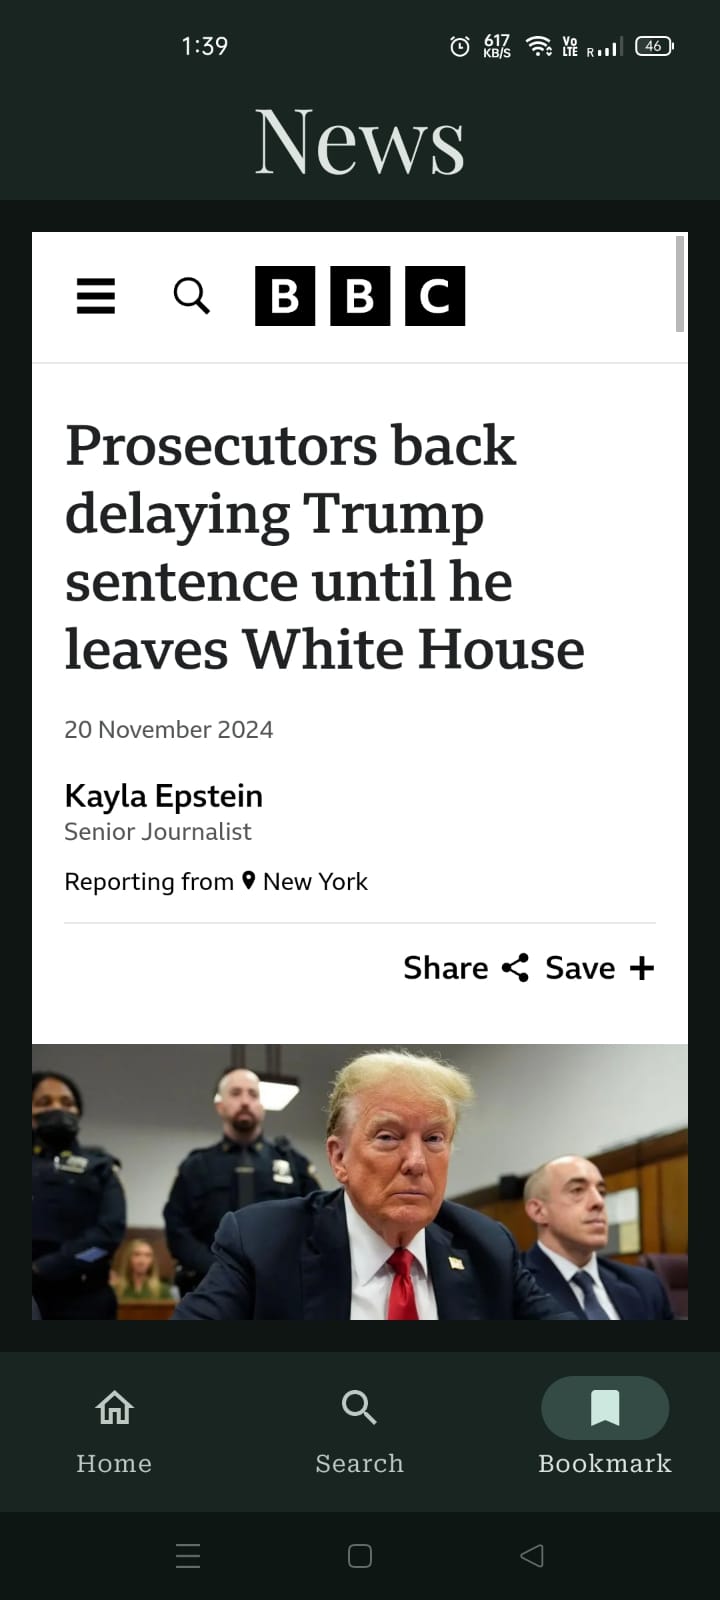 1:39 617 KB/S Vo LTE R 46
News
BBC
Prosecutors back
delaying Trump
sentence until he
leaves White House
20 November 2024
Kayla Epstein
Senior Journalist
Reporting from New York
Share Save
Home Search Bookmark